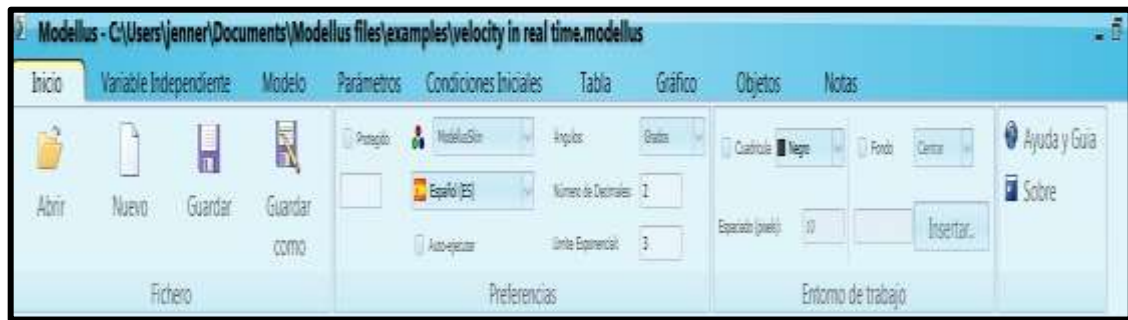 Modellus - C:\Users\jenner\Documents\Modellus files\examples\velocity in real time.modellus
Inicio Variable Independiente Modelo Parámetros Condiciones Iniciales Tabla Gráfico Objetos Notas
Abrir Nuevo Guardar Guardar como
Fichero
Protegido ModellusSkin Ángulos: Grados
Español (ES) Número de Decimales: 2
Auto-ejecutar Límite Exponencial: 3
Preferencias
Cuadrícula Negro Fondo Centrar
Espaciado (pixels): 10 Insertar...
Entorno de trabajo
Ayuda y Guía
Sobre